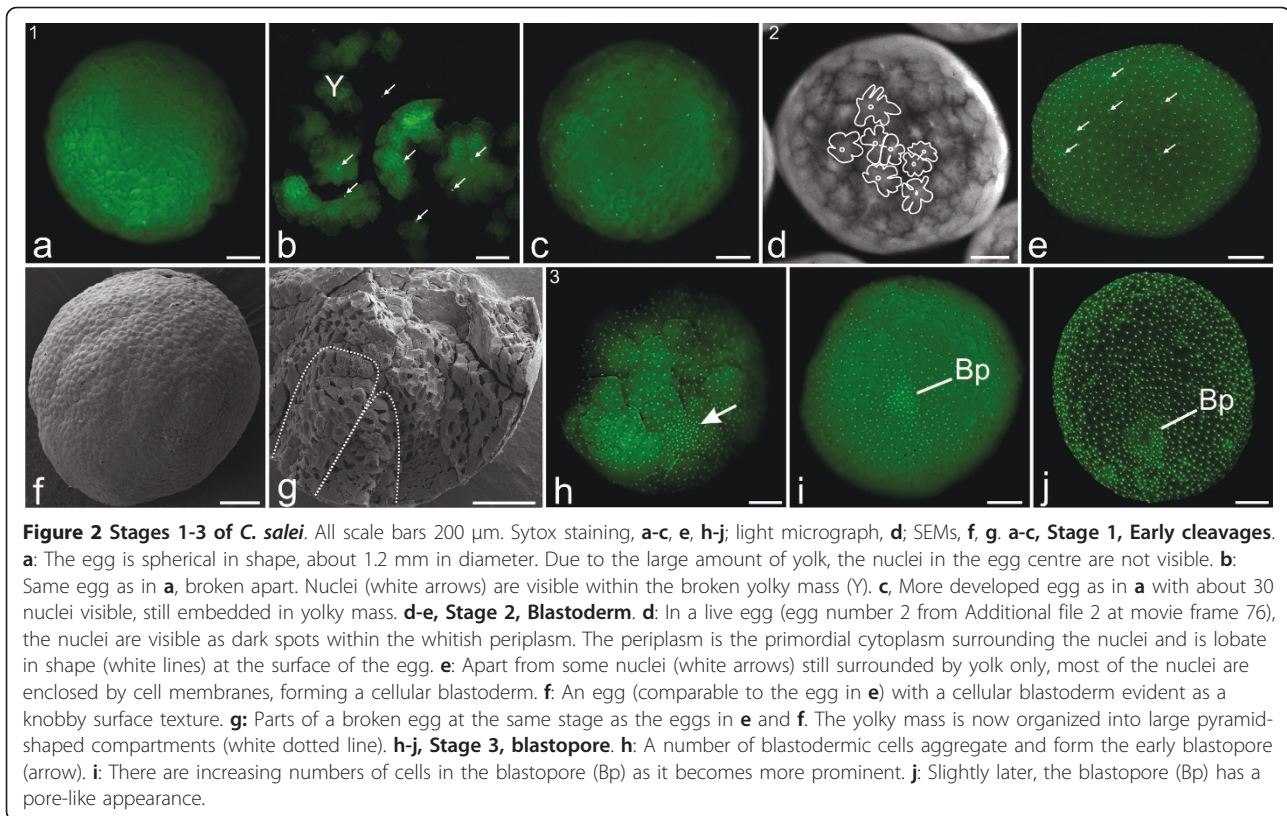 1
2
a
Y
b
c
d
e
f
g
3
h
Bp
i
Bp
j
Figure 2 Stages 1-3 of C. salei. All scale bars 200 μm. Sytox staining, a-c, e, h-j; light micrograph, d; SEMs, f, g. a-c, Stage 1, Early cleavages.
a: The egg is spherical in shape, about 1.2 mm in diameter. Due to the large amount of yolk, the nuclei in the egg centre are not visible. b:
Same egg as in a, broken apart. Nuclei (white arrows) are visible within the broken yolky mass (Y). c, More developed egg as in a with about 30
nuclei visible, still embedded in yolky mass. d-e, Stage 2, Blastoderm. d: In a live egg (egg number 2 from Additional file 2 at movie frame 76),
the nuclei are visible as dark spots within the whitish periplasm. The periplasm is the primordial cytoplasm surrounding the nuclei and is lobate
in shape (white lines) at the surface of the egg. e: Apart from some nuclei (white arrows) still surrounded by yolk only, most of the nuclei are
enclosed by cell membranes, forming a cellular blastoderm. f: An egg (comparable to the egg in e) with a cellular blastoderm evident as a
knobby surface texture. g: Parts of a broken egg at the same stage as the eggs in e and f. The yolky mass is now organized into large pyramid-
shaped compartments (white dotted line). h-j, Stage 3, blastopore. h: A number of blastodermic cells aggregate and form the early blastopore
(arrow). i: There are increasing numbers of cells in the blastopore (Bp) as it becomes more prominent. j: Slightly later, the blastopore (Bp) has a
pore-like appearance.